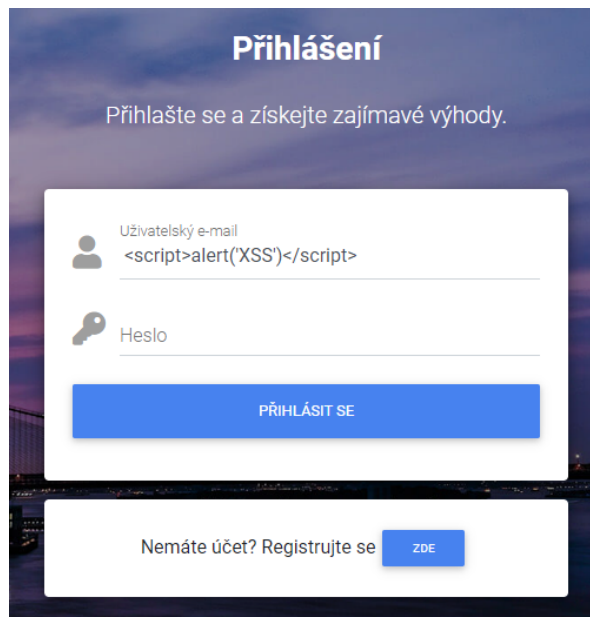 Přihlášení
Přihlašte se a získejte zajímavé výhody.
Uživatelský e-mail
<script>alert('XSS')</script>
Heslo
PŘIHLÁSIT SE
Nemáte účet? Registrujte se ZDE